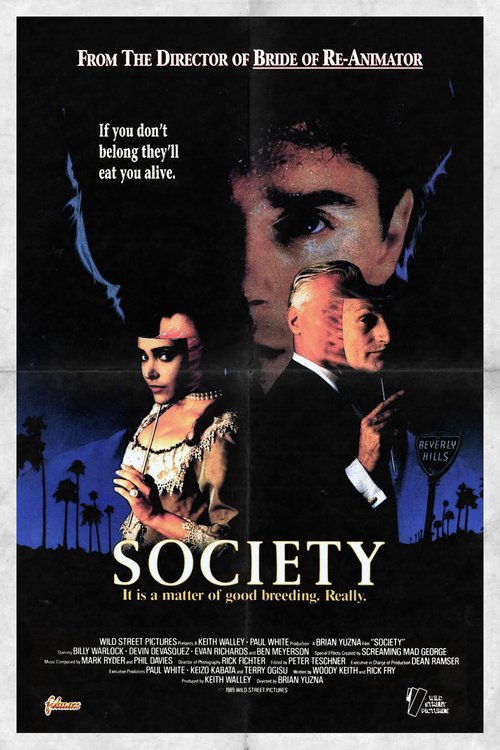 FROM THE DIRECTOR OF BRIDE OF RE-ANIMATOR
If you don't
belong they'll
eat you alive.
BEVERLY
HILLS
SOCIETY
It is a matter of good breeding. Really.
WILD STREET PICTURES Presents A KEITH WALLEY - PAUL WHITE Production A BRIAN YUZNA Film "SOCIETY"
Starring BILLY WARLOCK • DEVIN DEVASQUEZ • EVAN RICHARDS and BEN MEYERSON Special Effects Created by SCREAMING MAD GEORGE
Music Composed by MARK RYDER and PHIL DAVIES Director of Photography RICK FICHTER Edited by PETER TESCHNER Executive in Charge of Production DEAN RAMSER
Executive Producers PAUL WHITE • KEIZO KABATA and TERRY OGISU Written by WOODY KEITH and RICK FRY
Produced by KEITH WALLEY Directed by BRIAN YUZNA
© 1989 WILD STREET PICTURES
WILD
STREET
PICTURES